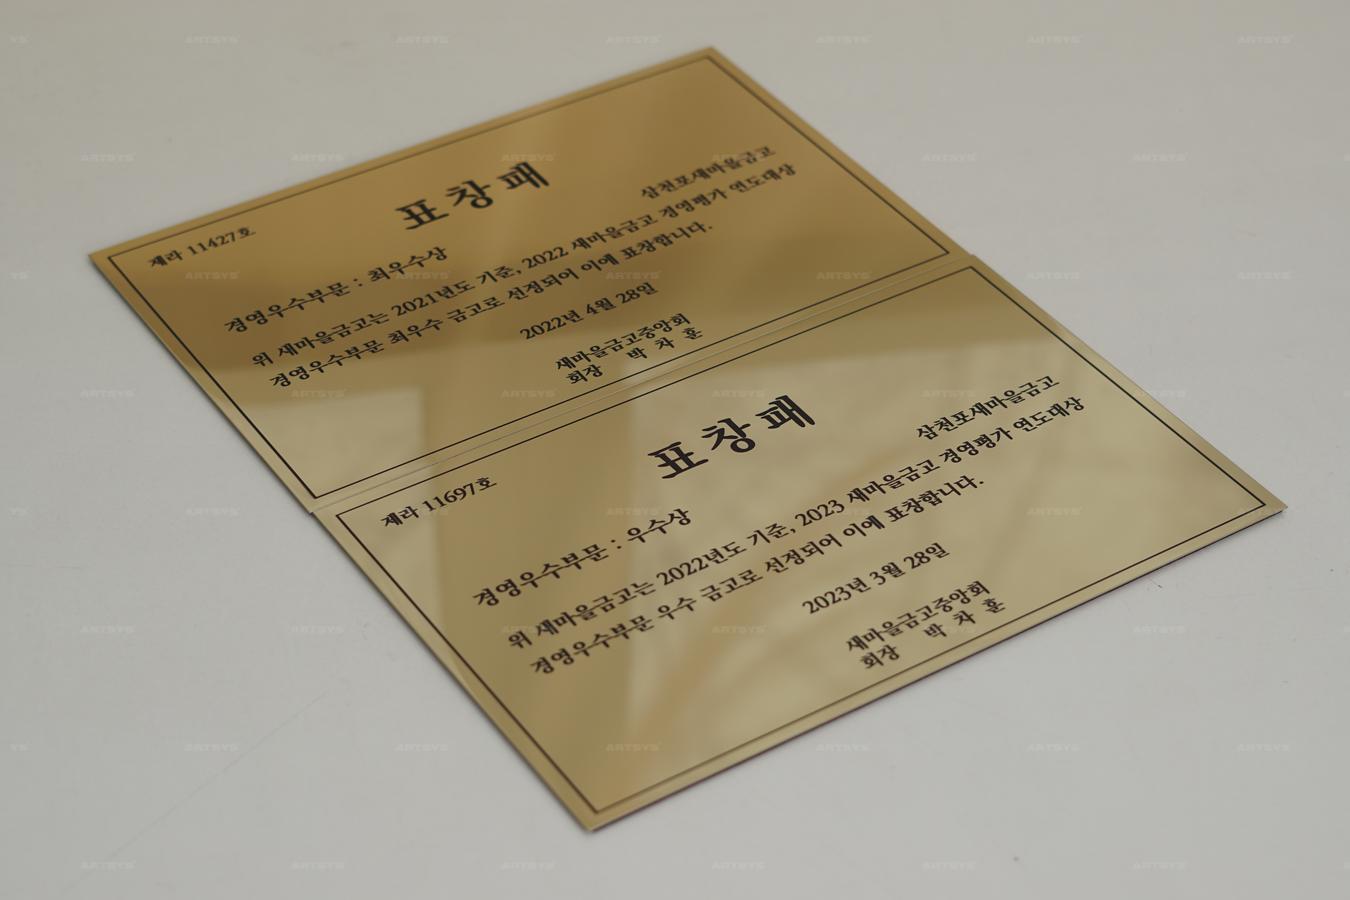 표창패
제라 11427호
삼천포새마을금고
경영우수부문 : 최우수상
위 새마을금고는 2021년도 기준, 2022 새마을금고 경영평가 연도대상
경영우수부문 최우수 금고로 선정되어 이에 표창합니다.
2022년 4월 28일
새마을금고중앙회
회장 박 차 훈
표창패
제라 11697호
삼천포새마을금고
경영우수부문 : 우수상
위 새마을금고는 2022년도 기준, 2023 새마을금고 경영평가 연도대상
경영우수부문 우수 금고로 선정되어 이에 표창합니다.
2023년 3월 28일
새마을금고중앙회
회장 박 차 훈
ARTSYS